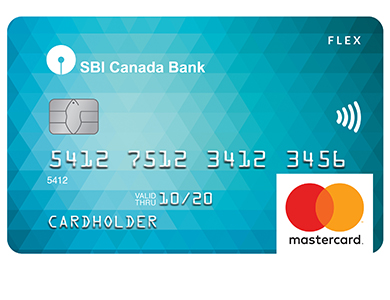 FLEX
SBI Canada Bank
5412 7512 3412 3456
5412
VALID THRU 10/20
CARDHOLDER
mastercard.